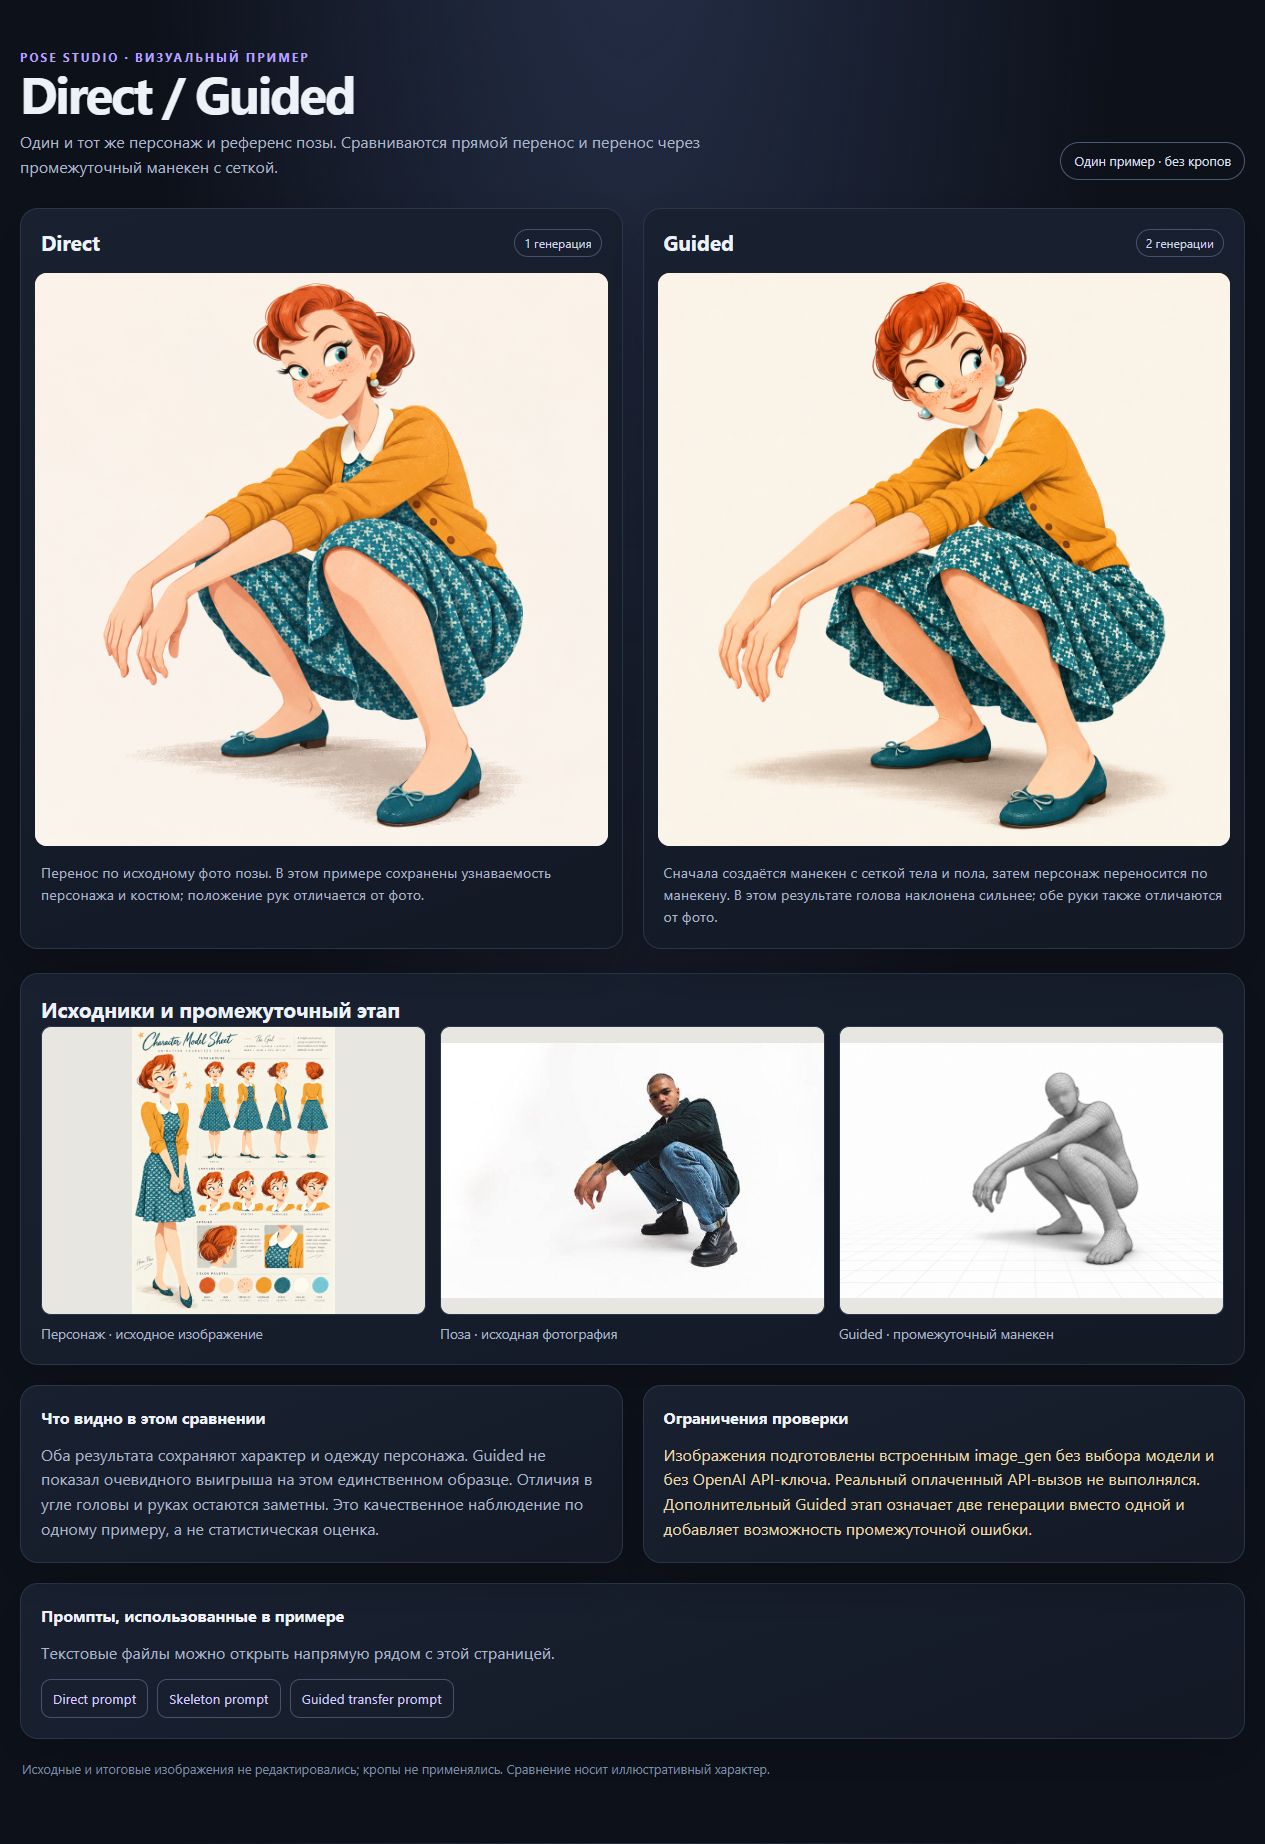 POSE STUDIO · ВИЗУАЛЬНЫЙ ПРИМЕР
Direct / Guided
Один и тот же персонаж и референс позы. Сравниваются прямой перенос и перенос через
промежуточный манекен с сеткой.
Один пример · без кропов
Direct
1 генерация
Guided
2 генерации
Перенос по исходному фото позы. В этом примере сохранены узнаваемость
персонажа и костюм; положение рук отличается от фото.
Сначала создаётся манекен с сеткой тела и пола, затем персонаж переносится по
манекену. В этом результате голова наклонена сильнее; обе руки также отличаются
от фото.
Исходники и промежуточный этап
Character Model Sheet
The Girl
Персонаж · исходное изображение
Поза · исходная фотография
Guided · промежуточный манекен
Что видно в этом сравнении
Оба результата сохраняют характер и одежду персонажа. Guided не
показал очевидного выигрыша на этом единственном образце. Отличия в
угле головы и руках остаются заметны. Это качественное наблюдение по
одному примеру, а не статистическая оценка.
Ограничения проверки
Изображения подготовлены встроенным image_gen без выбора модели и
без OpenAI API-ключа. Реальный оплаченный API-вызов не выполнялся.
Дополнительный Guided этап означает две генерации вместо одной и
добавляет возможность промежуточной ошибки.
Промпты, использованные в примере
Текстовые файлы можно открыть напрямую рядом с этой страницей.
Direct prompt
Skeleton prompt
Guided transfer prompt
Исходные и итоговые изображения не редактировались; кропы не применялись. Сравнение носит иллюстративный характер.